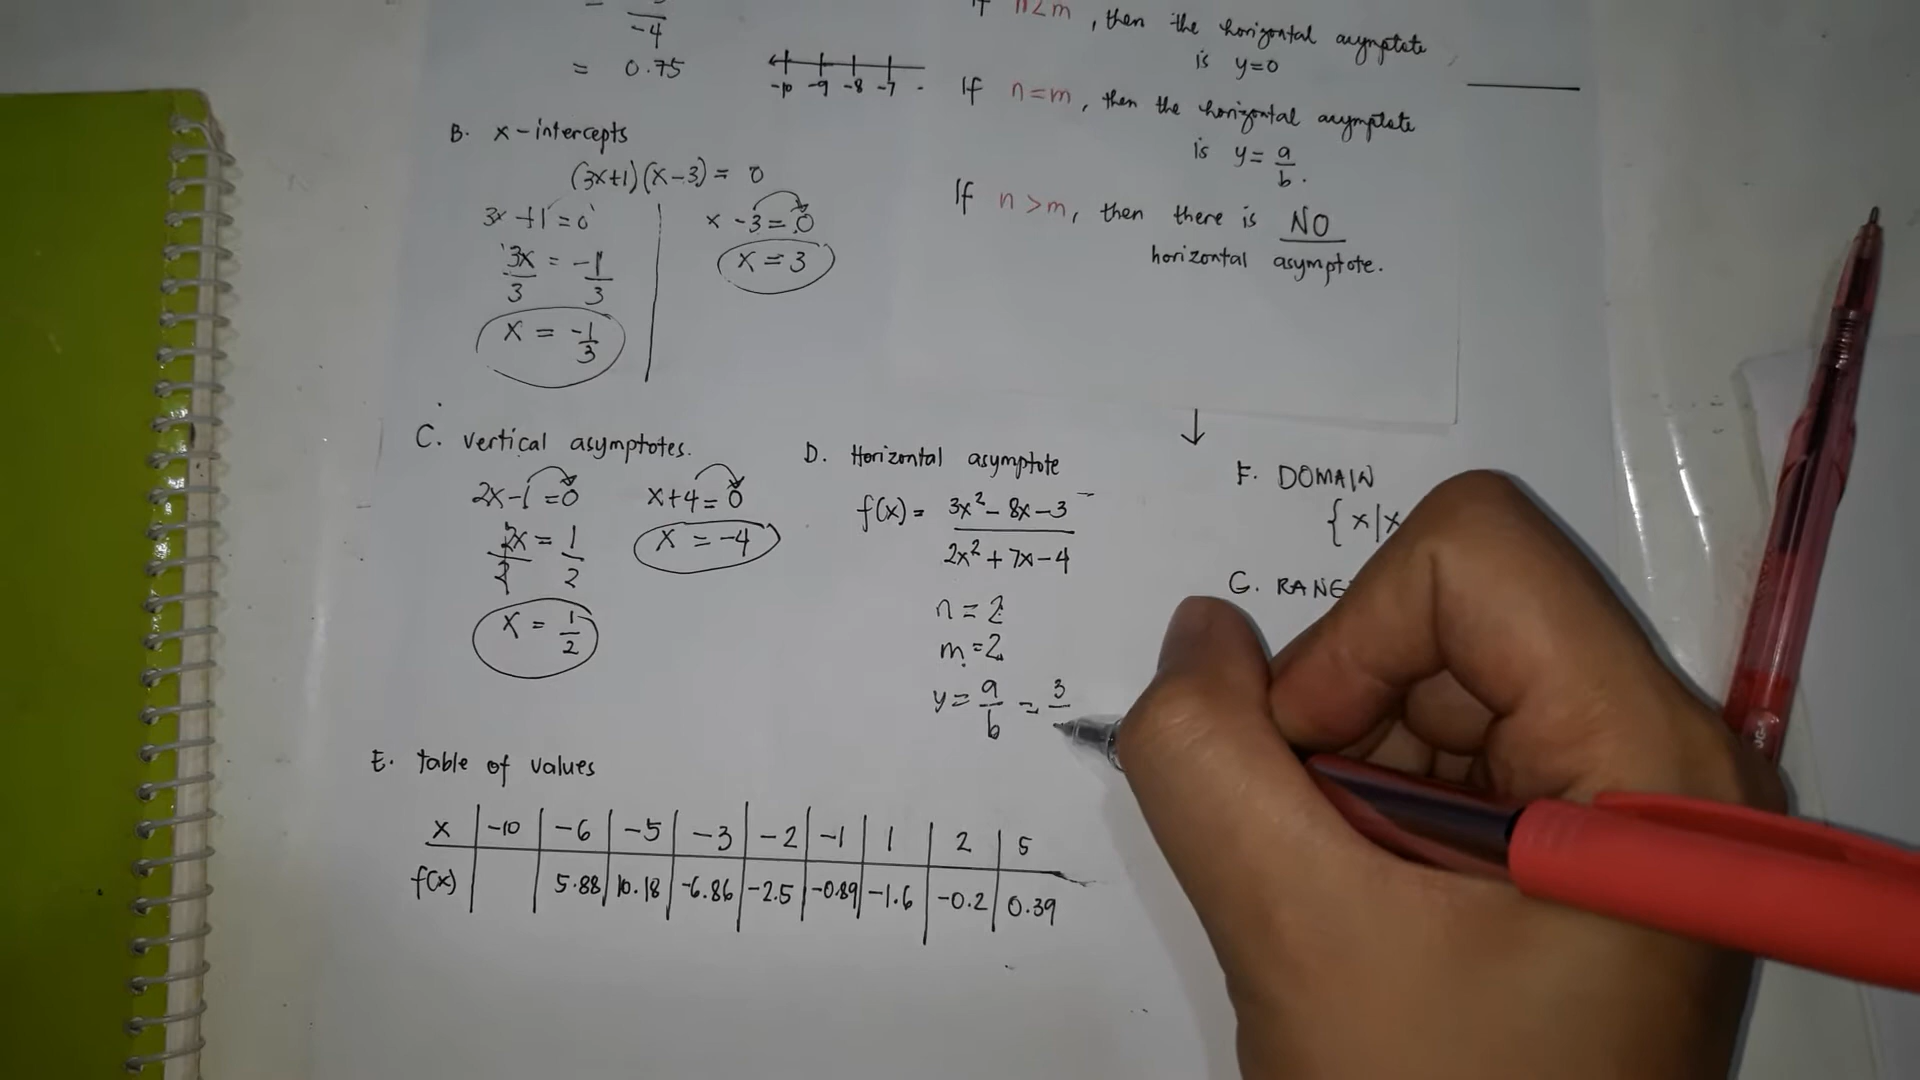 -4
= 0.75
-10 -9 -8 -7
If n<m, then the horizontal asymptote
is y=0
If n=m, then the horizontal asymptote
is y= a/b.
If n>m, then there is NO
horizontal asymptote.
B. x-intercepts
(3x+1)(x-3)= 0
3x+1=0
3x/3 = -1/3
x = -1/3
x-3=0
x=3
C. vertical asymptotes.
2x-1=0
2x/2 = 1/2
x = 1/2
x+4=0
x = -4
D. Horizontal asymptote
f(x) = 3x²-8x-3
2x²+7x-4
n = 2
m = 2
y = a/b = 3
E. table of values
x -10 -6 -5 -3 -2 -1 1 2 5
f(x) 5.88 10.18 -6.86 -2.5 -0.89 -1.6 -0.2 0.39
F. DOMAIN
{x|x
G. RANGE